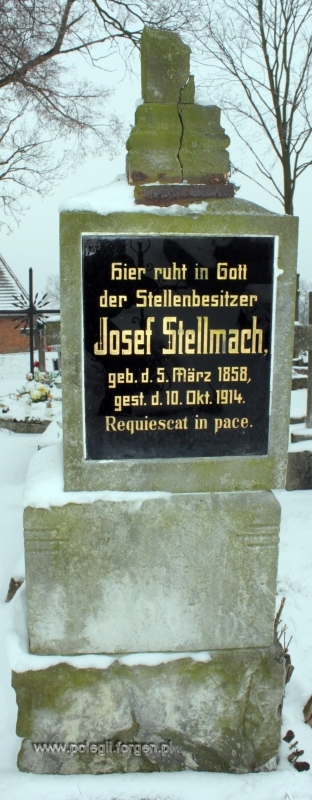 Hier ruht in Gott
der Stellenbesitzer
Josef Stellmach,
geb. d. 5. März 1858,
gest. d. 10. Okt. 1914.
Requiescat in pace.
www.polegli.forgen.pl